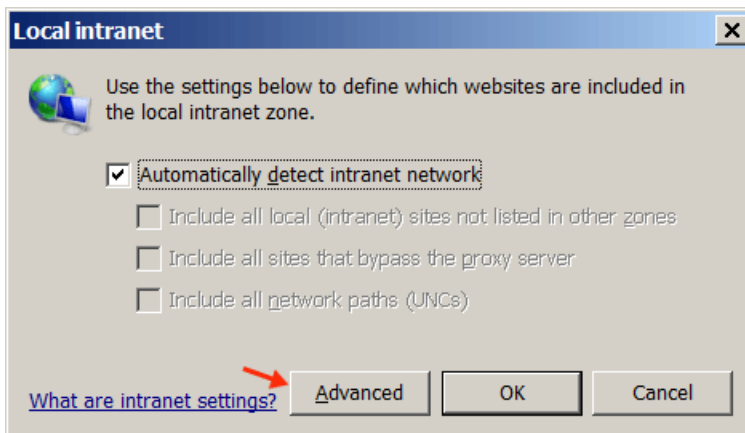 Local intranet
Use the settings below to define which websites are included in
the local intranet zone.
Automatically detect intranet network
Include all local (intranet) sites not listed in other zones
Include all sites that bypass the proxy server
Include all network paths (UNCs)
What are intranet settings?
Advanced
OK
Cancel